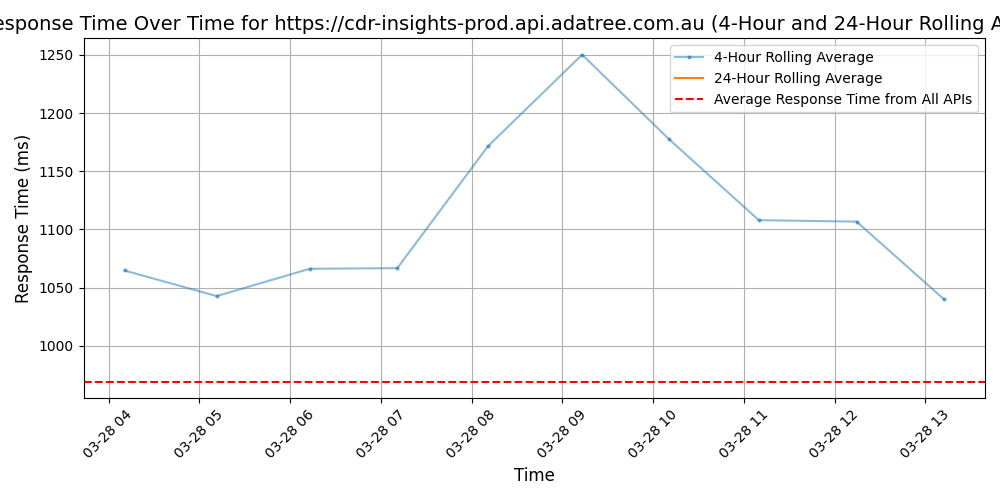 esponse Time Over Time for https://cdr-insights-prod.api.adatree.com.au (4-Hour and 24-Hour Rolling A
4-Hour Rolling Average
24-Hour Rolling Average
Average Response Time from All APIs
Response Time (ms)
1250
1200
1150
1100
1050
1000
03-28 04
03-28 05
03-28 06
03-28 07
03-28 08
03-28 09
03-28 10
03-28 11
03-28 12
03-28 13
Time